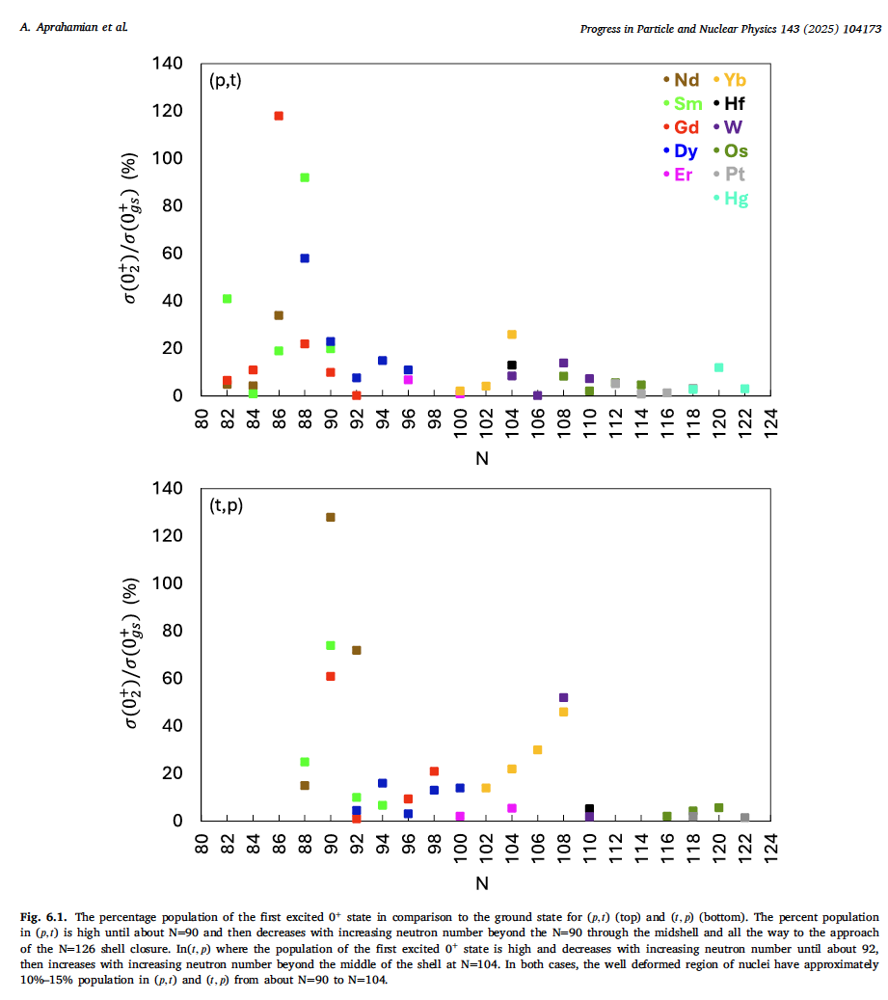 A. Aprahamian et al.
Progress in Particle and Nuclear Physics 143 (2025) 104173
(p,t)
σ(0₂⁺)/σ(0gs⁺) (%)
140
120
100
80
60
40
20
0
80 82 84 86 88 90 92 94 96 98 100 102 104 106 108 110 112 114 116 118 120 122 124
N
Nd Yb
Sm Hf
Gd W
Dy Os
Er Pt
Hg
(t,p)
σ(0₂⁺)/σ(0gs⁺) (%)
140
120
100
80
60
40
20
0
80 82 84 86 88 90 92 94 96 98 100 102 104 106 108 110 112 114 116 118 120 122 124
N
Fig. 6.1. The percentage population of the first excited 0⁺ state in comparison to the ground state for (p,t) (top) and (t,p) (bottom). The percent population
in (p,t) is high until about N=90 and then decreases with increasing neutron number beyond the N=90 through the midshell and all the way to the approach
of the N=126 shell closure. In(t,p) where the population of the first excited 0⁺ state is high and decreases with increasing neutron number until about 92,
then increases with increasing neutron number beyond the middle of the shell at N=104. In both cases, the well deformed region of nuclei have approximately
10%–15% population in (p,t) and (t,p) from about N=90 to N=104.